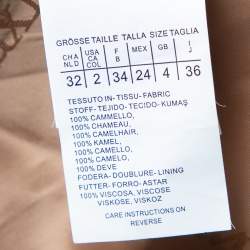 GRÖSSE TAILLE TALLA SIZE TAGLIA
CH A USA F MEX GB I
NLD CA B
D COL
32 2 34 24 4 36
TESSUTO IN-TISSU-FABRIC
STOFF-TEJIDO-TECIDO-KUMAŞ
100% CAMMELLO,
100% CHAMEAU,
100% CAMELHAIR,
100% KAMEL,
100% CAMELLO,
100% CAMELO,
100% DEVE
FODERA-DOUBLURE-LINING
FUTTER-FORRO-ASTAR
100% VISCOSA, VISCOSE
VISKOSE, VISKOZ
CARE INSTRUCTIONS ON
REVERSE